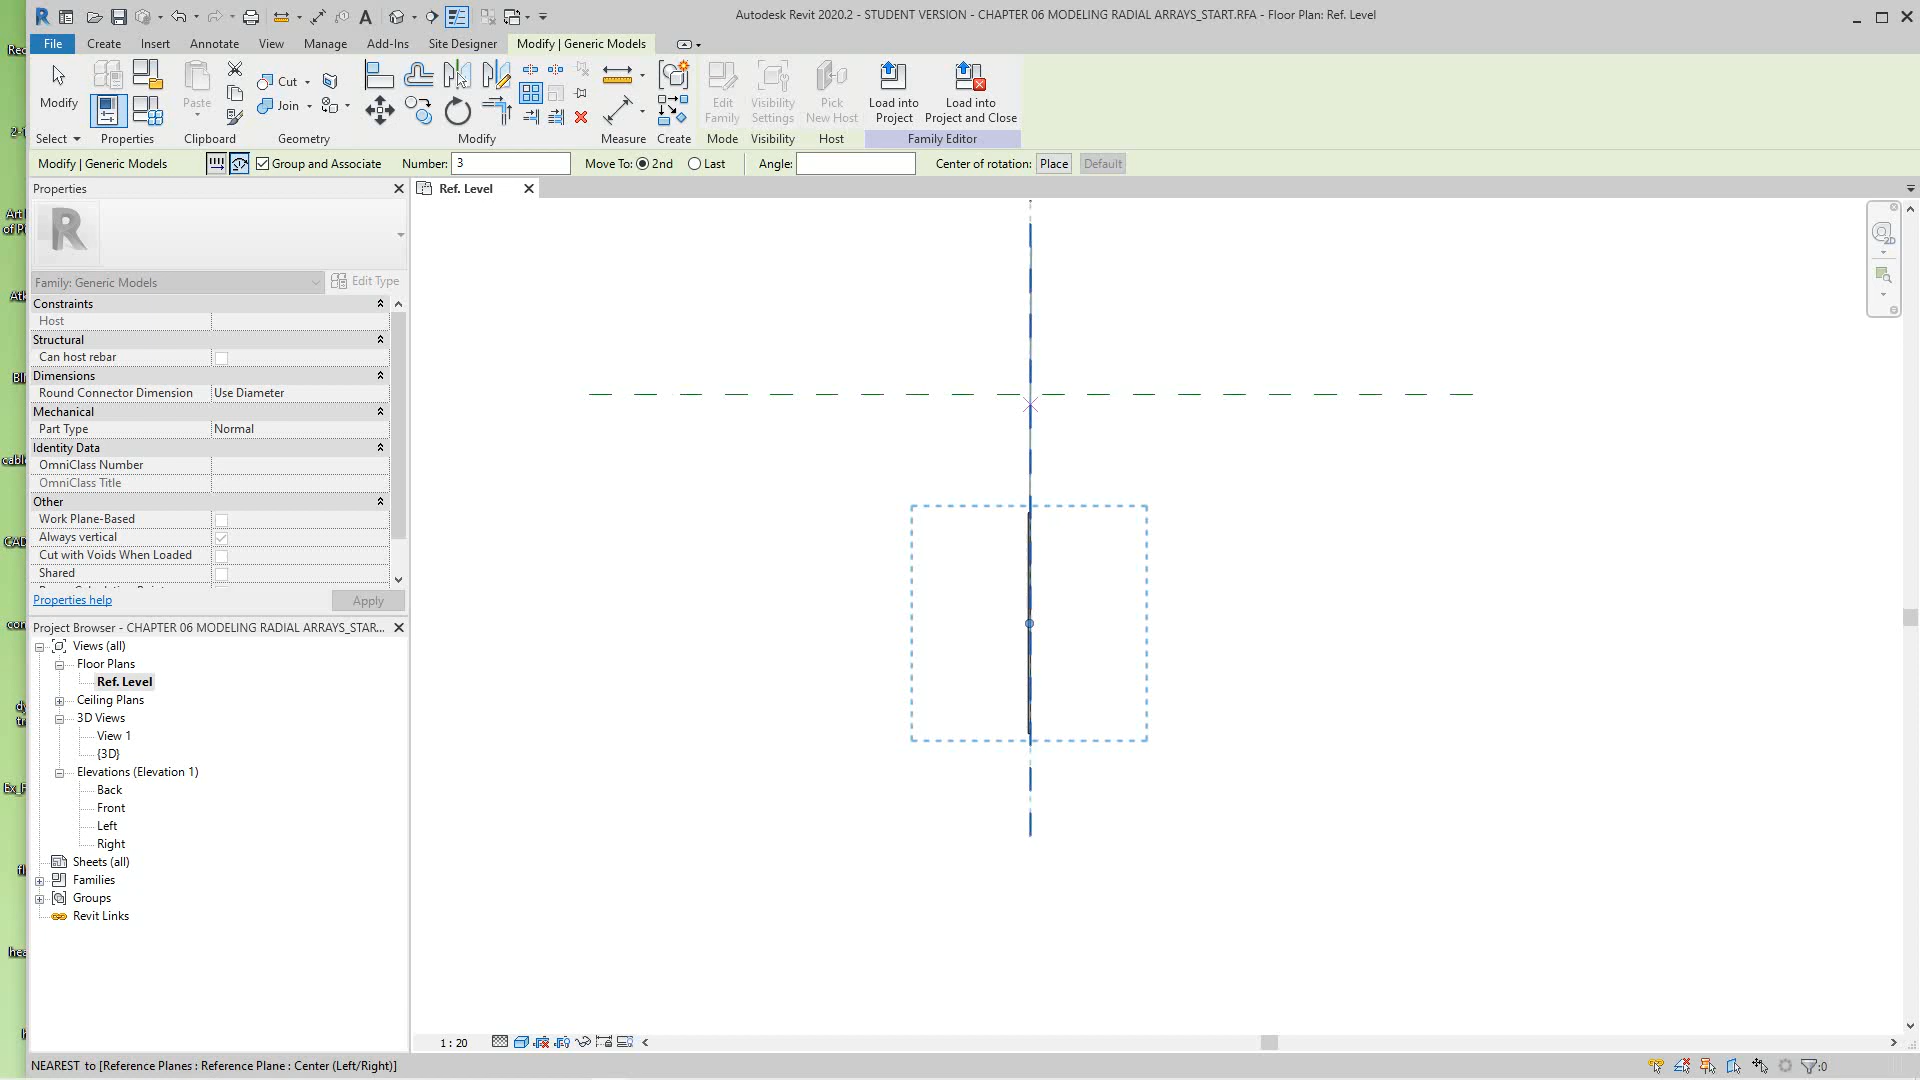 Autodesk Revit 2020.2 - STUDENT VERSION - CHAPTER 06 MODELING RADIAL ARRAYS_START.RFA - Floor Plan: Ref. Level
File Create Insert Annotate View Manage Add-Ins Site Designer Modify | Generic Models
Modify
Paste
Cut
Join
Edit Family
Visibility Settings
Pick New Host
Load into Project
Load into Project and Close
Select Properties Clipboard Geometry Modify Measure Create Mode Visibility Host Family Editor
Modify | Generic Models Group and Associate Number: 3 Move To: 2nd Last Angle: Center of rotation: Place Default
Properties
Ref. Level
R
Family: Generic Models Edit Type
Constraints
Host
Structural
Can host rebar
Dimensions
Round Connector Dimension Use Diameter
Mechanical
Part Type Normal
Identity Data
OmniClass Number
OmniClass Title
Other
Work Plane-Based
Always vertical
Cut with Voids When Loaded
Shared
Properties help Apply
Project Browser - CHAPTER 06 MODELING RADIAL ARRAYS_STAR...
Views (all)
Floor Plans
Ref. Level
Ceiling Plans
3D Views
View 1
{3D}
Elevations (Elevation 1)
Back
Front
Left
Right
Sheets (all)
Families
Groups
Revit Links
1 : 20
NEAREST to [Reference Planes : Reference Plane : Center (Left/Right)]
:0